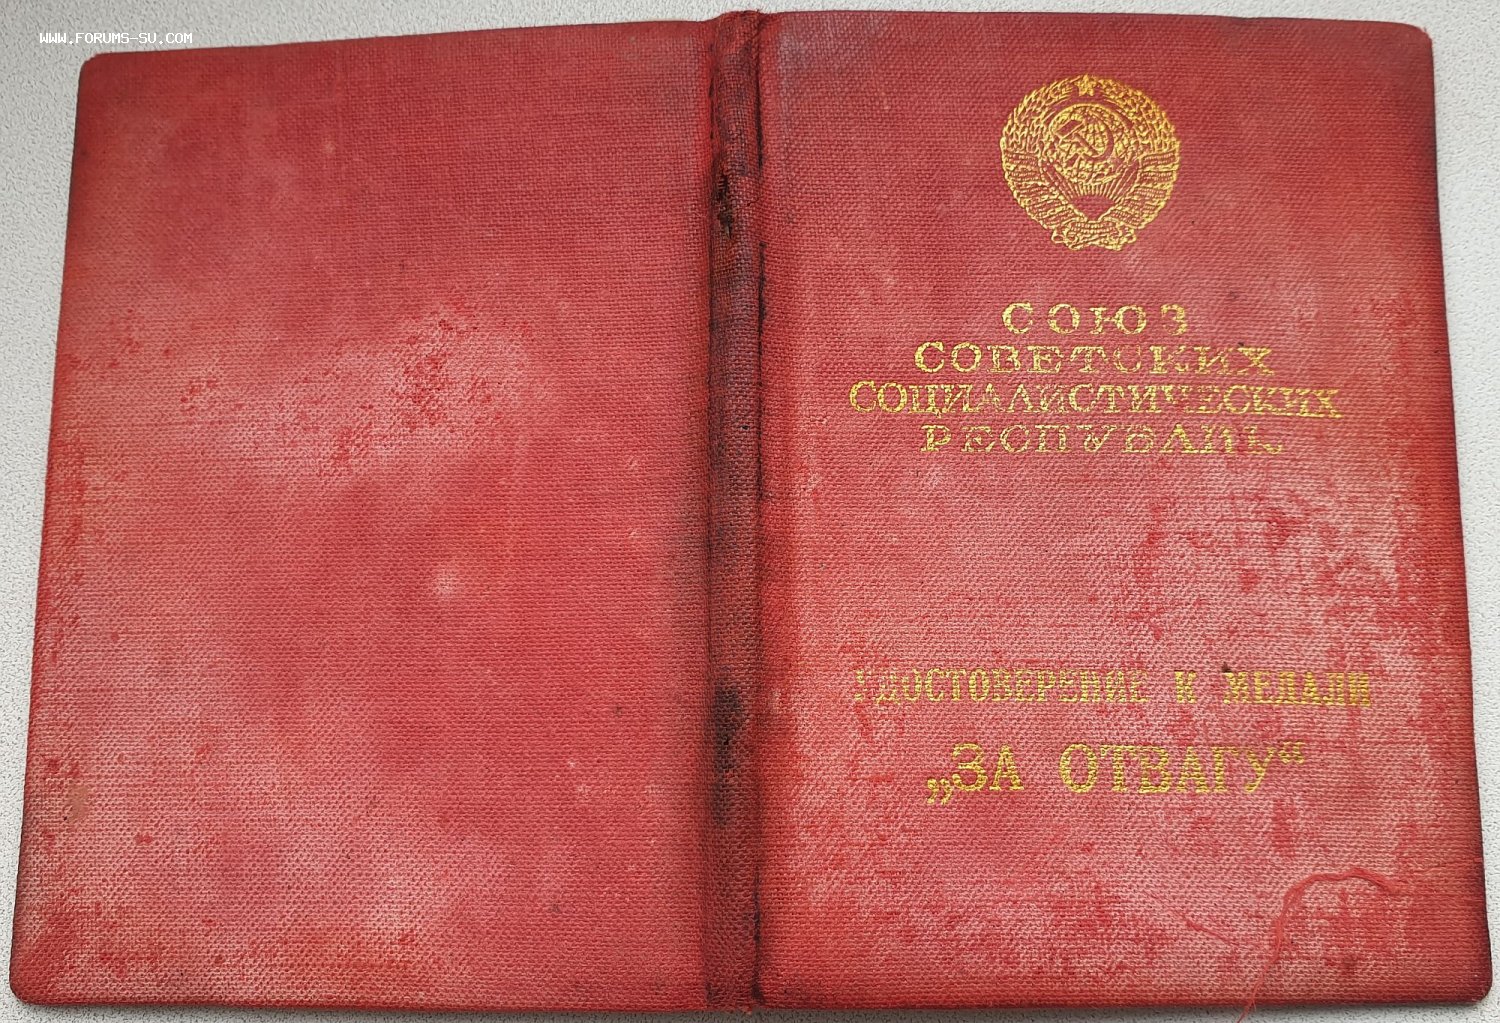 WWW.FORUMS-SU.COM
СОЮЗ
СОВЕТСКИХ
СОЦИАЛИСТИЧЕСКИХ
РЕСПУБЛИК
УДОСТОВЕРЕНИЕ К МЕДАЛИ
„ЗА ОТВАГУ“